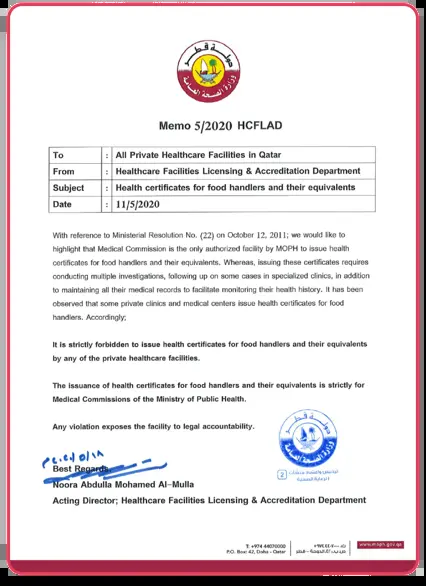 دولة قطر
وزارة الصحة العامة
Memo 5/2020 HCFLAD
To : All Private Healthcare Facilities in Qatar
From : Healthcare Facilities Licensing & Accreditation Department
Subject : Health certificates for food handlers and their equivalents
Date : 11/5/2020
With reference to Ministerial Resolution No. (22) on October 12, 2011; we would like to
highlight that Medical Commission is the only authorized facility by MOPH to issue health
certificates for food handlers and their equivalents. Whereas, issuing these certificates requires
conducting multiple investigations, following up on some cases in specialized clinics, in addition
to maintaining all their medical records to facilitate monitoring their health history. It has been
observed that some private clinics and medical centers issue health certificates for food
handlers. Accordingly;
It is strictly forbidden to issue health certificates for food handlers and their equivalents
by any of the private healthcare facilities.
The issuance of health certificates for food handlers and their equivalents is strictly for
Medical Commissions of the Ministry of Public Health.
Any violation exposes the facility to legal accountability.
Best Regards,
Noora Abdulla Mohamed Al-Mulla
Acting Director; Healthcare Facilities Licensing & Accreditation Department
2
T: +974 44070000
P.O. Box: 42, Doha - Qatar
www.moph.gov.qa